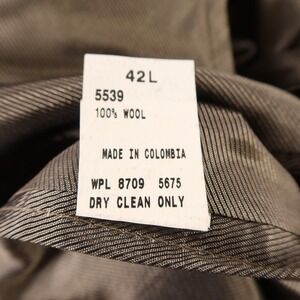 42L
5539
100% WOOL
MADE IN COLOMBIA
WPL 8709 5675
DRY CLEAN ONLY